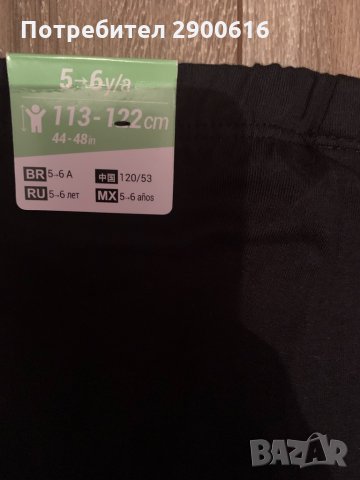 Потребител 2900616
5→6y/a
113-122cm
44-48in
BR 5→6 A
中国 120/53
RU 5→6 лет
MX 5→6 años
BAZAR